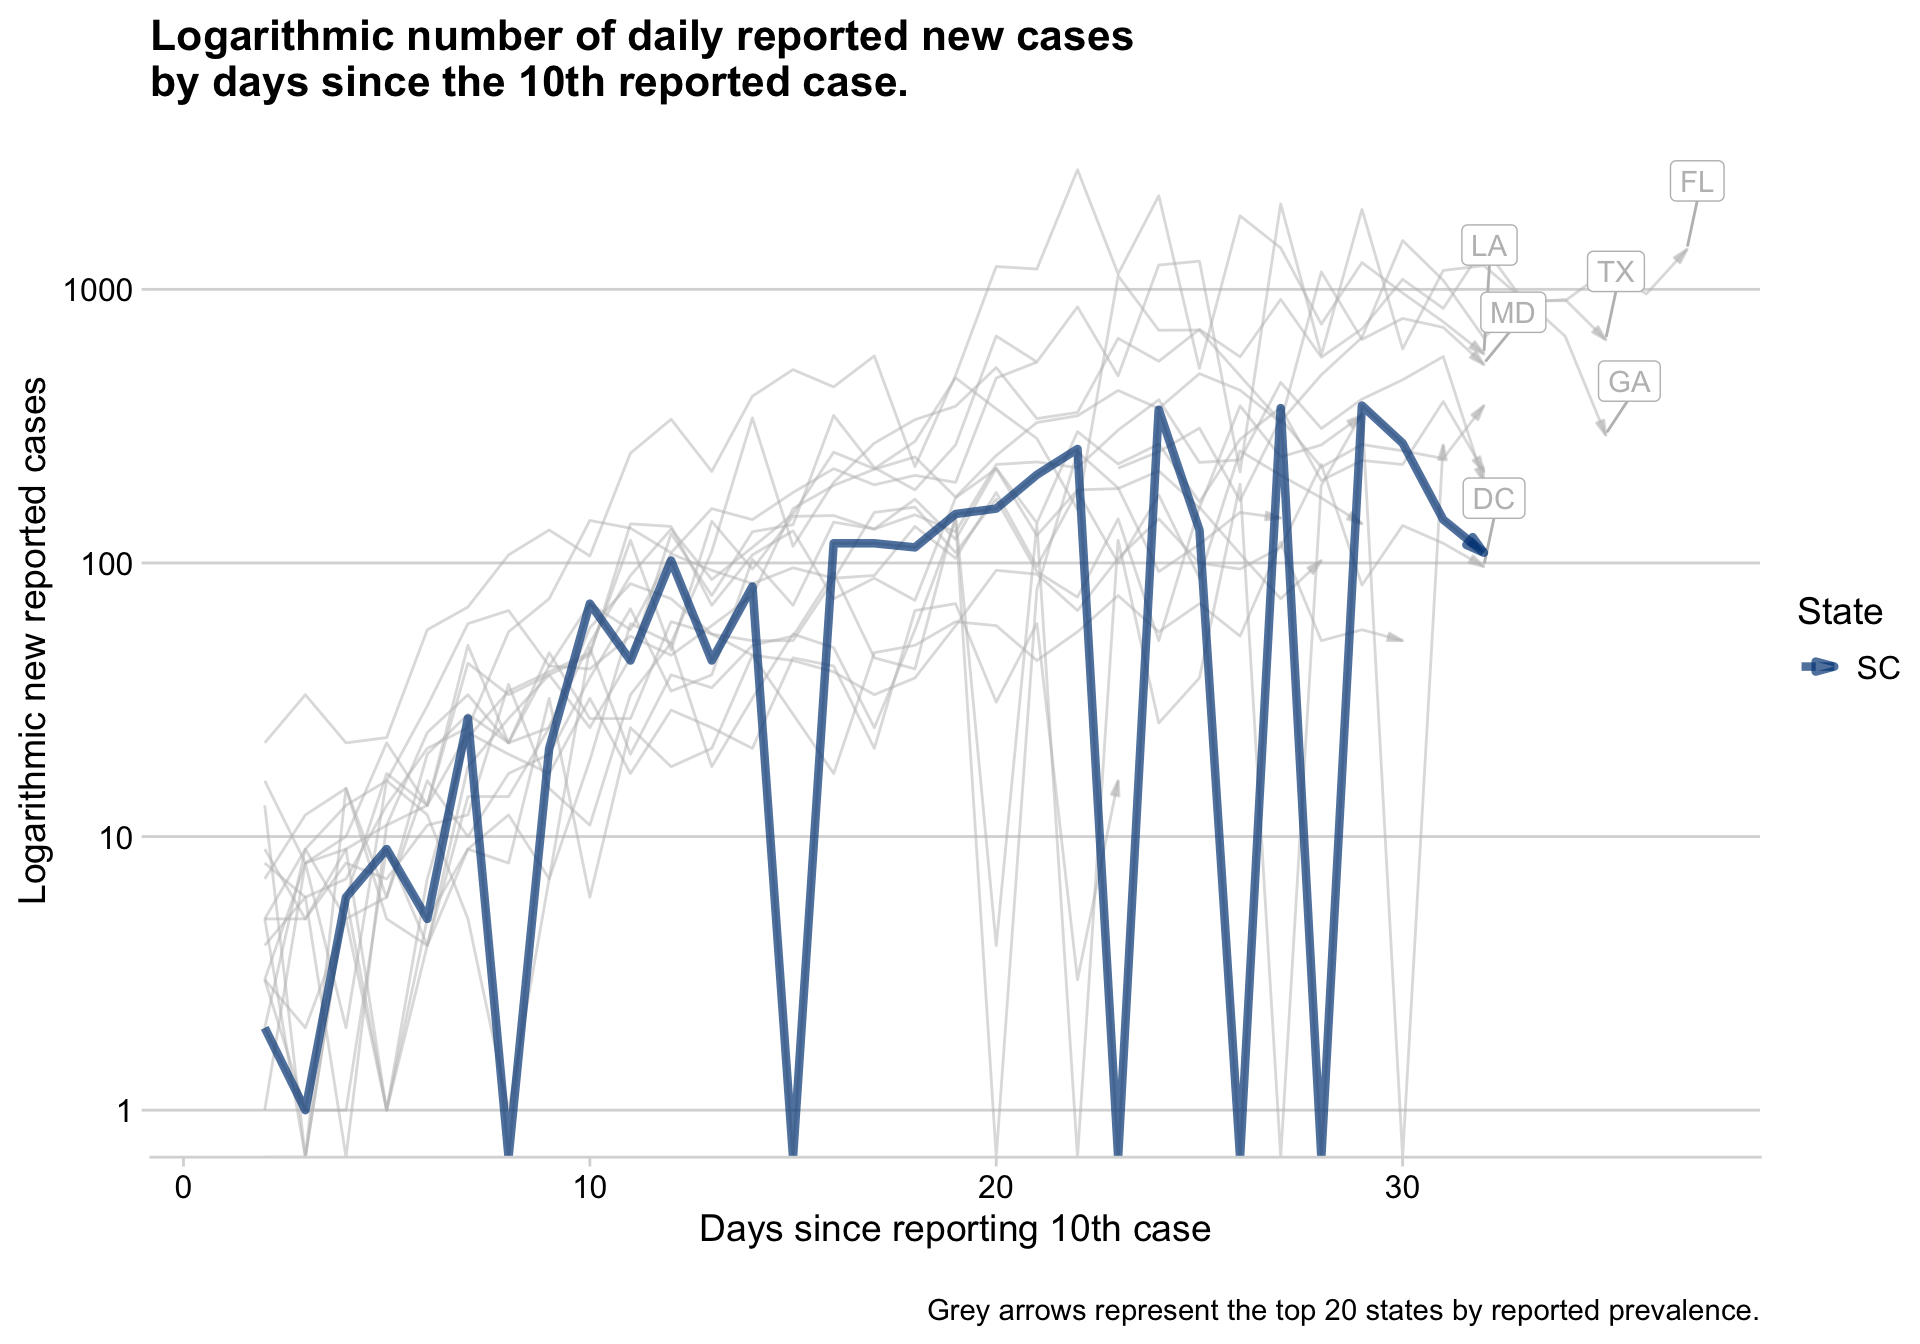 Logarithmic number of daily reported new cases
by days since the 10th reported case.
Logarithmic new reported cases
1000
100
10
1
FL
LA
TX
MD
GA
DC
State
SC
0
10
20
30
Days since reporting 10th case
Grey arrows represent the top 20 states by reported prevalence.